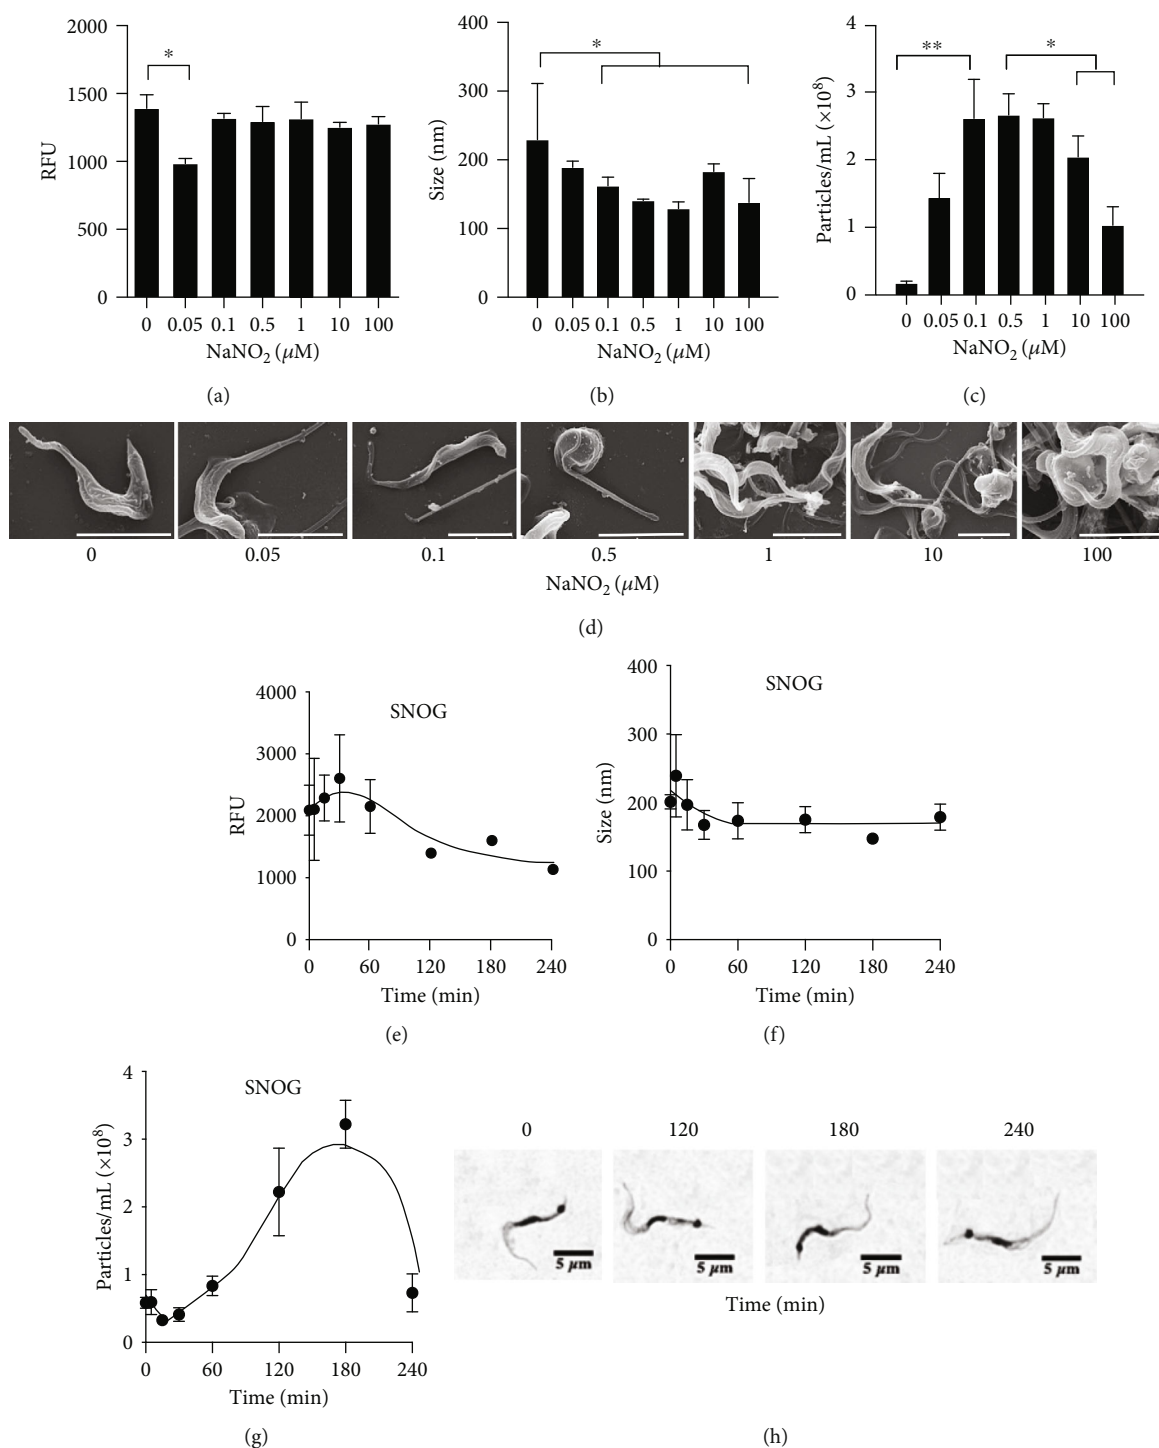 2000
1500
1000
500
0
RFU
*
0 0.05 0.1 0.5 1 10 100
NaNO2 (μM)
(a)
400
300
200
100
0
Size (nm)
*
0 0.05 0.1 0.5 1 10 100
NaNO2 (μM)
(b)
4
3
2
1
0
Particles/mL (×10⁸)
** *
0 0.05 0.1 0.5 1 10 100
NaNO2 (μM)
(c)
0 0.05 0.1 0.5 1 10 100
NaNO2 (μM)
(d)
SNOG
4000
3000
2000
1000
0
RFU
0 60 120 180 240
Time (min)
(e)
SNOG
400
300
200
100
0
Size (nm)
0 60 120 180 240
Time (min)
(f)
SNOG
4
3
2
1
0
Particles/mL (×10⁸)
0 60 120 180 240
Time (min)
(g)
0 120 180 240
5 μm 5 μm 5 μm 5 μm
Time (min)
(h)